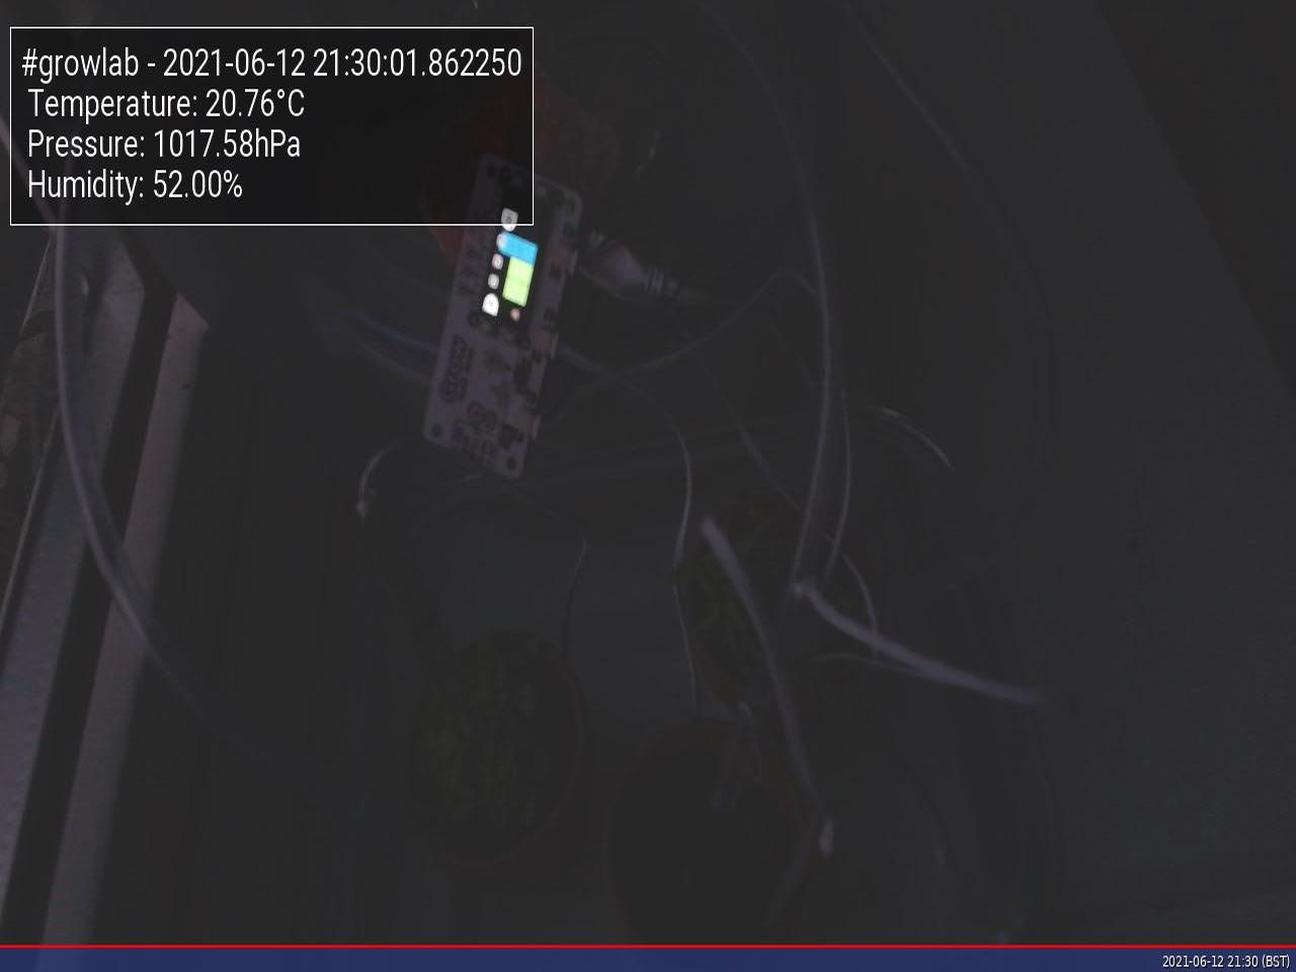 #growlab - 2021-06-12 21:30:01.862250
Temperature: 20.76°C
Pressure: 1017.58hPa
Humidity: 52.00%
2021-06-12 21:30 (BST)